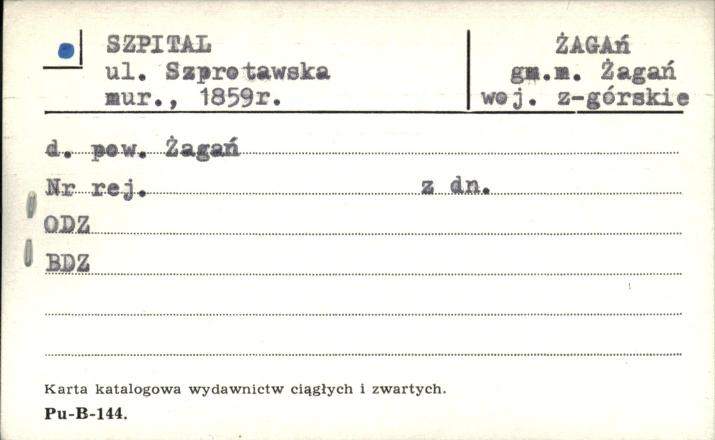 SZPITAL
ul. Szprotawska
mur., 1859r.
ŻAGAń
gm.m. Żagań
woj. z-górskie
d. pow. Żagań
Nr rej. z dn.
ODZ
BDZ
Karta katalogowa wydawnictw ciągłych i zwartych.
Pu-B-144.